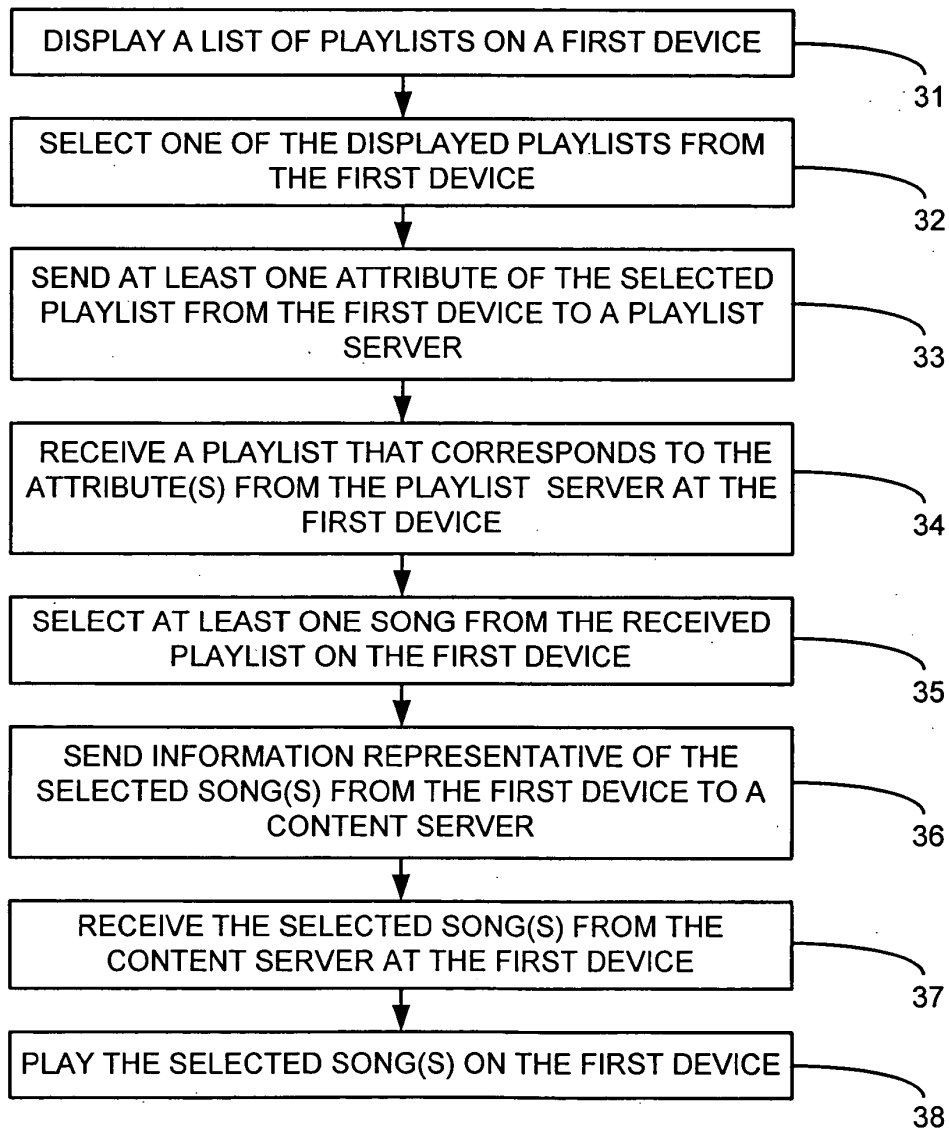 DISPLAY A LIST OF PLAYLISTS ON A FIRST DEVICE
31
SELECT ONE OF THE DISPLAYED PLAYLISTS FROM
THE FIRST DEVICE
32
SEND AT LEAST ONE ATTRIBUTE OF THE SELECTED
PLAYLIST FROM THE FIRST DEVICE TO A PLAYLIST
SERVER
33
RECEIVE A PLAYLIST THAT CORRESPONDS TO THE
ATTRIBUTE(S) FROM THE PLAYLIST SERVER AT THE
FIRST DEVICE
34
SELECT AT LEAST ONE SONG FROM THE RECEIVED
PLAYLIST ON THE FIRST DEVICE
35
SEND INFORMATION REPRESENTATIVE OF THE
SELECTED SONG(S) FROM THE FIRST DEVICE TO A
CONTENT SERVER
36
RECEIVE THE SELECTED SONG(S) FROM THE
CONTENT SERVER AT THE FIRST DEVICE
37
PLAY THE SELECTED SONG(S) ON THE FIRST DEVICE
38